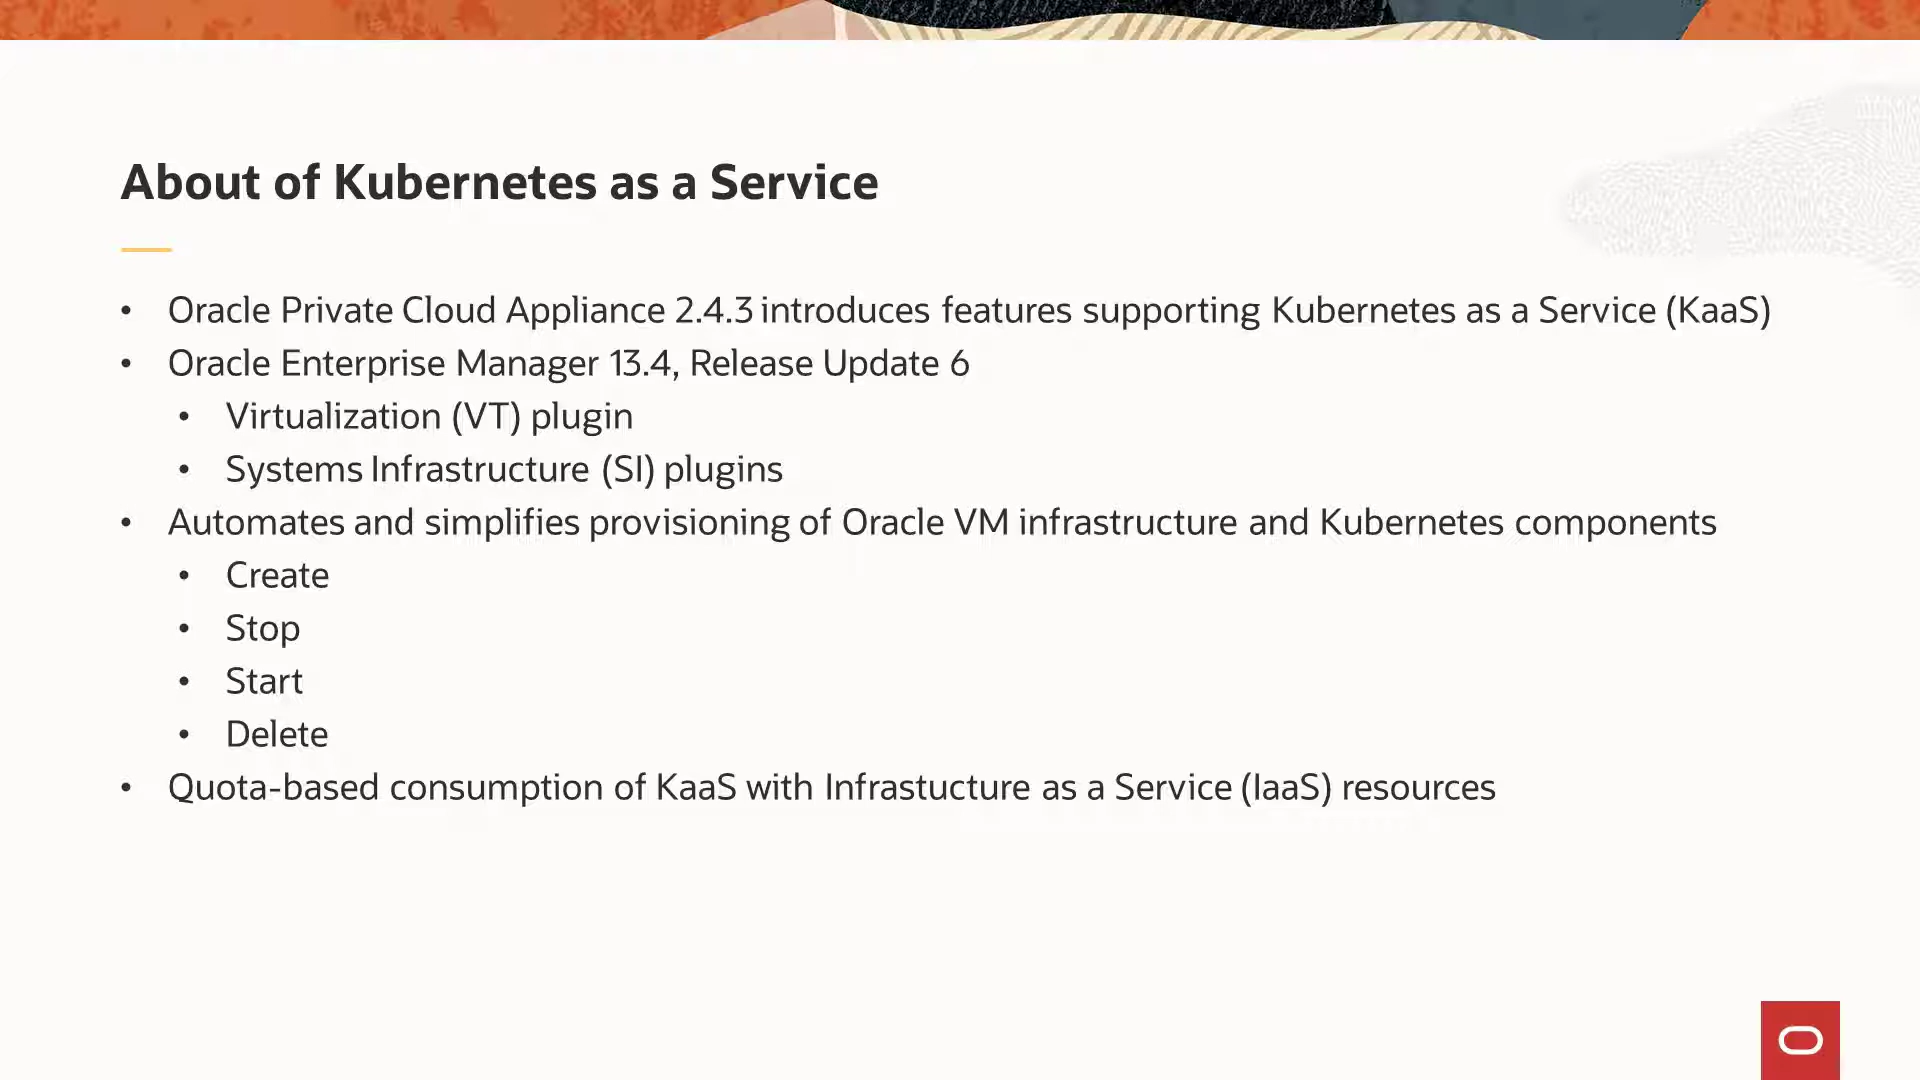 About of Kubernetes as a Service
• Oracle Private Cloud Appliance 2.4.3 introduces features supporting Kubernetes as a Service (KaaS)
• Oracle Enterprise Manager 13.4, Release Update 6
• Virtualization (VT) plugin
• Systems Infrastructure (SI) plugins
• Automates and simplifies provisioning of Oracle VM infrastructure and Kubernetes components
• Create
• Stop
• Start
• Delete
• Quota-based consumption of KaaS with Infrastucture as a Service (IaaS) resources